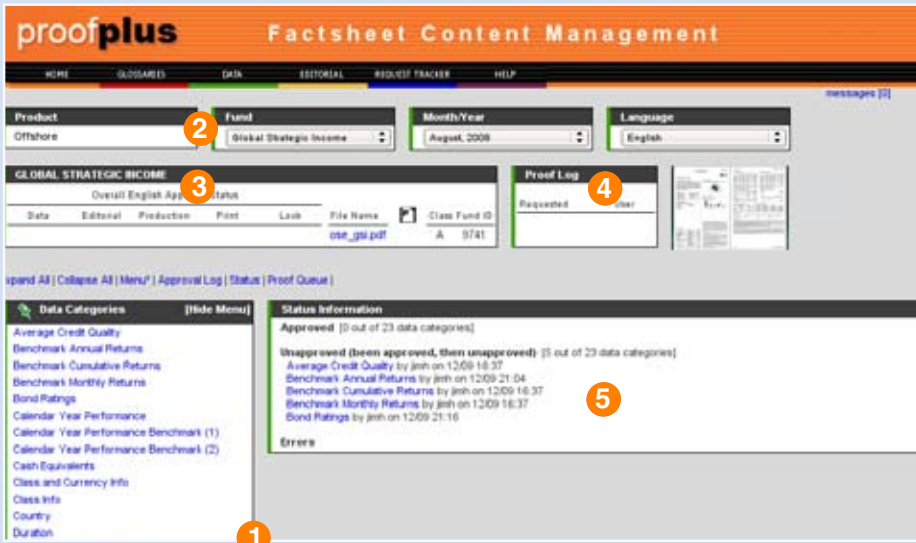 proofplus Factsheet Content Management
HOME GLOSSARIES DATA EDITORIAL REQUEST TRACKER HELP
messages [0]
Product Fund Month/Year Language
Offshore 2 Global Strategic Income August, 2008 English
GLOBAL STRATEGIC INCOME 3 Proof Log 4
Overall English Status
Data Editorial Production Print Lock File Name Class Fund ID Requested User
ose_gsi.pdf A 9741
xpand All | Collapse All | Menu* | Approval Log | Status | Proof Queue |
Data Categories [Hide Menu] Status Information
Average Credit Quality
Benchmark Annual Returns
Benchmark Cumulative Returns
Benchmark Monthly Returns
Bond Ratings
Calendar Year Performance
Calendar Year Performance Benchmark (1)
Calendar Year Performance Benchmark (2)
Cash Equivalents
Class and Currency Info
Class Info
Country
Duration
1
Approved [0 out of 23 data categories]
Unapproved (been approved, then unapproved) [5 out of 23 data categories]
Average Credit Quality by jimh on 12/09 16:37
Benchmark Annual Returns by jimh on 12/09 21:04
Benchmark Cumulative Returns by jimh on 12/09 16:37
Benchmark Monthly Returns by jimh on 12/09 16:37
Bond Ratings by jimh on 12/09 21:16
5
Errors